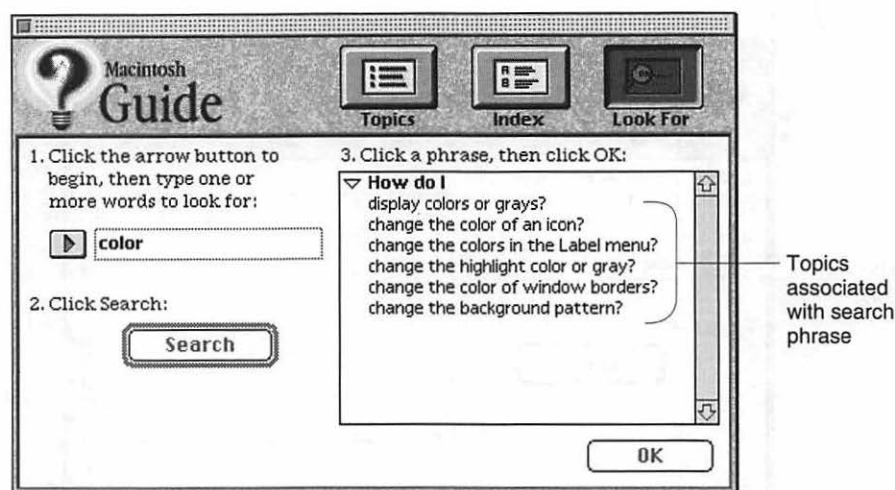 Macintosh
Guide
Topics
Index
Look For
1. Click the arrow button to
begin, then type one or
more words to look for:
color
2. Click Search:
Search
3. Click a phrase, then click OK:
How do I
display colors or grays?
change the color of an icon?
change the colors in the Label menu?
change the highlight color or gray?
change the color of window borders?
change the background pattern?
OK
Topics
associated
with search
phrase